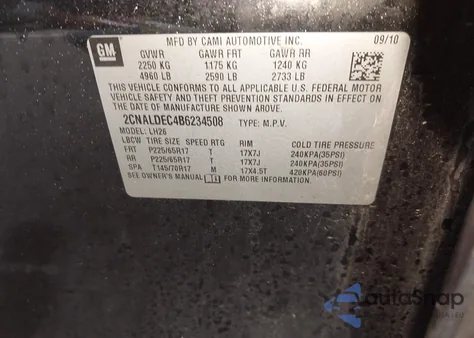 GM
MFD BY CAMI AUTOMOTIVE INC. 09/10
GVWR GAWR FRT GAWR RR
2250 KG 1175 KG 1240 KG
4960 LB 2590 LB 2733 LB
THIS VEHICLE CONFORMS TO ALL APPLICABLE U.S. FEDERAL MOTOR
VEHICLE SAFETY AND THEFT PREVENTION STANDARDS IN EFFECT ON THE
DATE OF MANUFACTURE SHOWN ABOVE.
2CNALDEC4B6234508 TYPE: M.P.V.
MODEL: LH26
LBCW TIRE SIZE SPEED RTG RIM COLD TIRE PRESSURE
FRT P225/65R17 T 17X7J 240KPA(35PSI)
RR P225/65R17 T 17X7J 240KPA(35PSI)
SPA T145/70R17 M 17X4.5T 420KPA(60PSI)
SEE OWNER'S MANUAL FOR MORE INFORMATION.
autoSnap